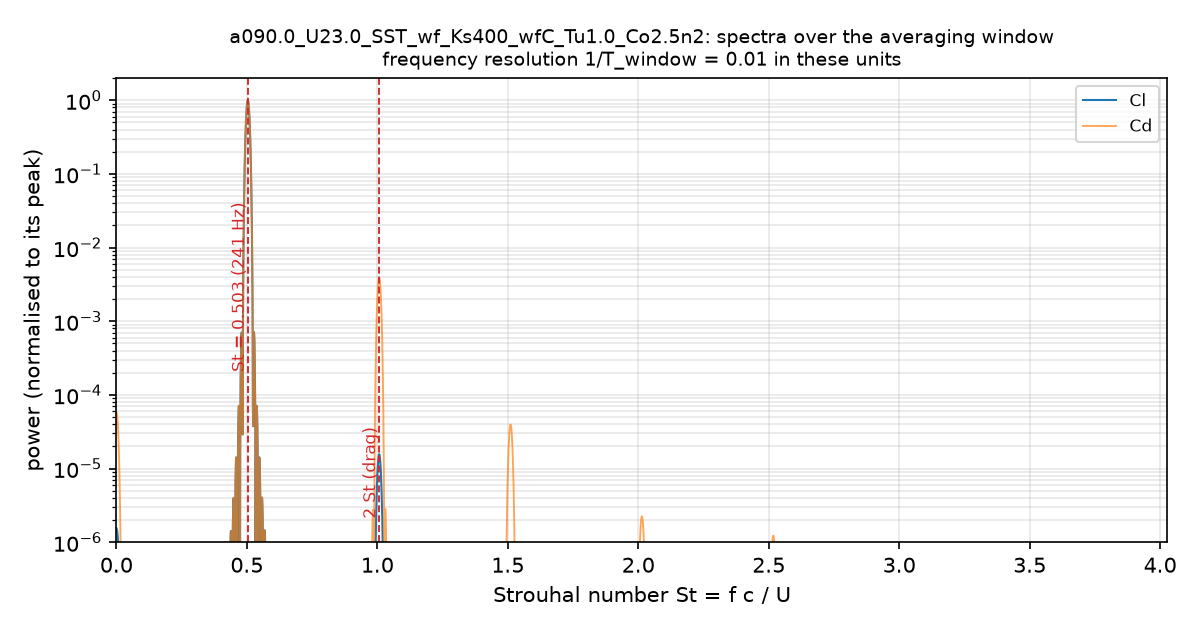 a090.0_U23.0_SST_wf_Ks400_wfC_Tu1.0_Co2.5n2: spectra over the averaging window
frequency resolution 1/T_window = 0.01 in these units
power (normalised to its peak)
10⁰
10⁻¹
10⁻²
10⁻³
10⁻⁴
10⁻⁵
10⁻⁶
St = 0.503 (241 Hz)
2 St (drag)
Cl
Cd
0.0 0.5 1.0 1.5 2.0 2.5 3.0 3.5 4.0
Strouhal number St = f c / U